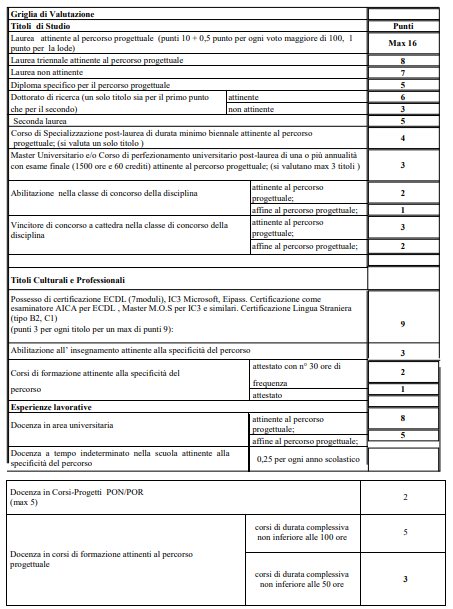 Griglia di Valutazione
Titoli di Studio Punti
Laurea attinente al percorso progettuale (punti 10 + 0,5 punto per ogni voto maggiore di 100, 1
punto per la lode) Max 16
Laurea triennale attinente al percorso progettuale 8
Laurea non attinente 7
Diploma specifico per il percorso progettuale 5
Dottorato di ricerca (un solo titolo sia per il primo punto attinente 6
che per il secondo) non attinente 3
Seconda laurea 5
Corso di Specializzazione post-laurea di durata minimo biennale attinente al percorso
progettuale; (si valuta un solo titolo ) 4
Master Universitario e/o Corso di perfezionamento universitario post-laurea di una o più annualità
con esame finale (1500 ore e 60 crediti) attinente al percorso progettuale; (si valutano max 3 titoli ) 3
Abilitazione nella classe di concorso della disciplina attinente al percorso
progettuale; 2
affine al percorso progettuale; 1
Vincitore di concorso a cattedra nella classe di concorso della
disciplina attinente al percorso
progettuale; 3
affine al percorso progettuale; 2
Titoli Culturali e Professionali
Possesso di certificazione ECDL (7moduli), IC3 Microsoft, Eipass. Certificazione come
esaminatore AICA per ECDL , Master M.O.S per IC3 e similari. Certificazione Lingua Straniera
(tipo B2, C1)
(punti 3 per ogni titolo per un max di punti 9): 9
Abilitazione all’ insegnamento attinente alla specificità del percorso 3
Corsi di formazione attinente alla specificità del
percorso attestato con n° 30 ore di
frequenza 2
attestato 1
Esperienze lavorative
Docenza in area universitaria attinente al percorso
progettuale; 8
affine al percorso progettuale; 5
Docenza a tempo indeterminato nella scuola attinente alla
specificità del percorso 0,25 per ogni anno scolastico
Docenza in Corsi-Progetti PON/POR
(max 5) 2
Docenza in corsi di formazione attinenti al percorso
progettuale corsi di durata complessiva
non inferiore alle 100 ore 5
corsi di durata complessiva
non inferiore alle 50 ore 3